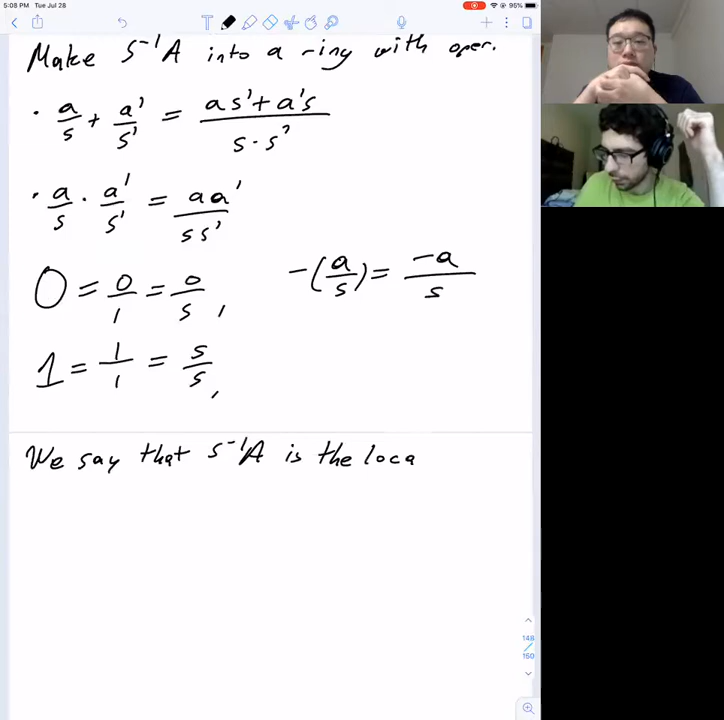 5:08 PM Tue Jul 28
95%
Make S⁻¹A into a ring with oper.
· a/s + a'/s' = (as' + a's)/(s·s')
· a/s · a'/s' = aa'/ss'
0 = 0/1 = 0/s, -(a/s) = -a/s
1 = 1/1 = s/s,
We say that S⁻¹A is the loca
148
150